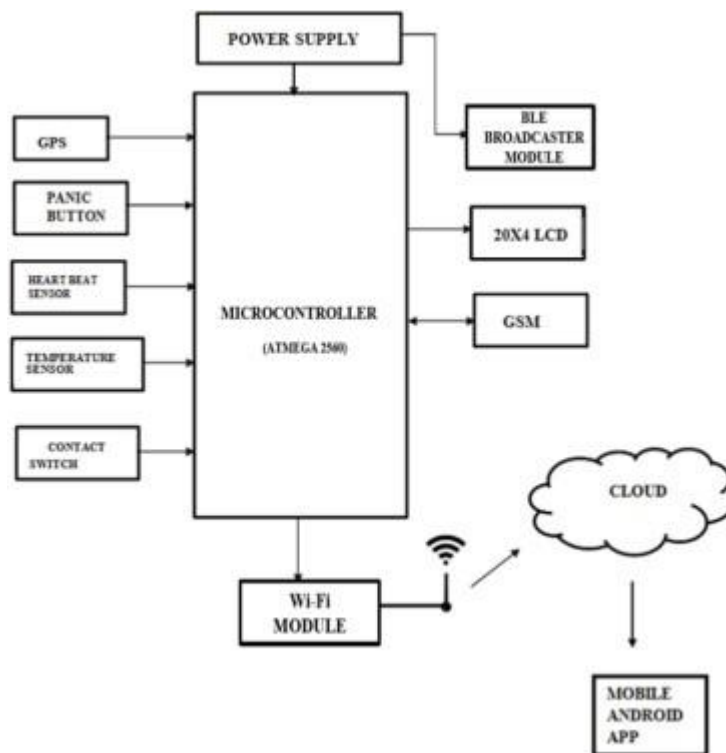 POWER SUPPLY
BLE
BROADCASTER
MODULE
GPS
PANIC
BUTTON
20X4 LCD
HEART BEAT
SENSOR
MICROCONTROLLER
(ATMEGA 2560)
GSM
TEMPERATURE
SENSOR
CONTACT
SWITCH
CLOUD
Wi-Fi
MODULE
MOBILE
ANDROID
APP